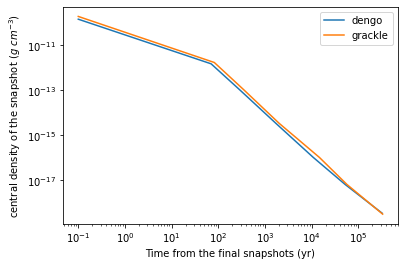 dengo
grackle
central density of the snapshot (g cm⁻³)
10⁻¹¹
10⁻¹³
10⁻¹⁵
10⁻¹⁷
10⁻¹ 10⁰ 10¹ 10² 10³ 10⁴ 10⁵
Time from the final snapshots (yr)